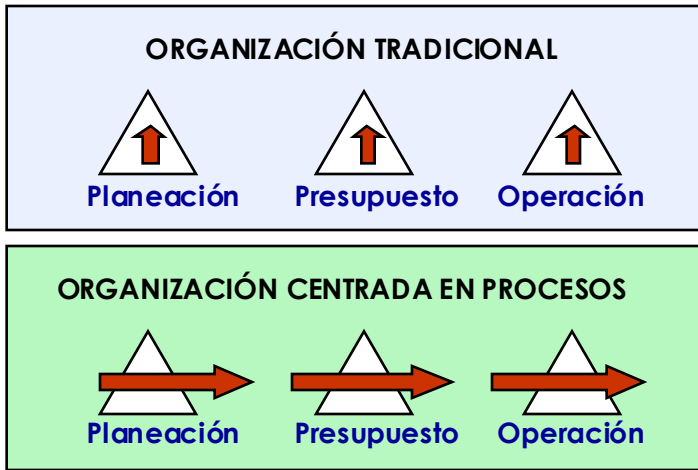 ORGANIZACIÓN TRADICIONAL
Planeación Presupuesto Operación
ORGANIZACIÓN CENTRADA EN PROCESOS
Planeación Presupuesto Operación